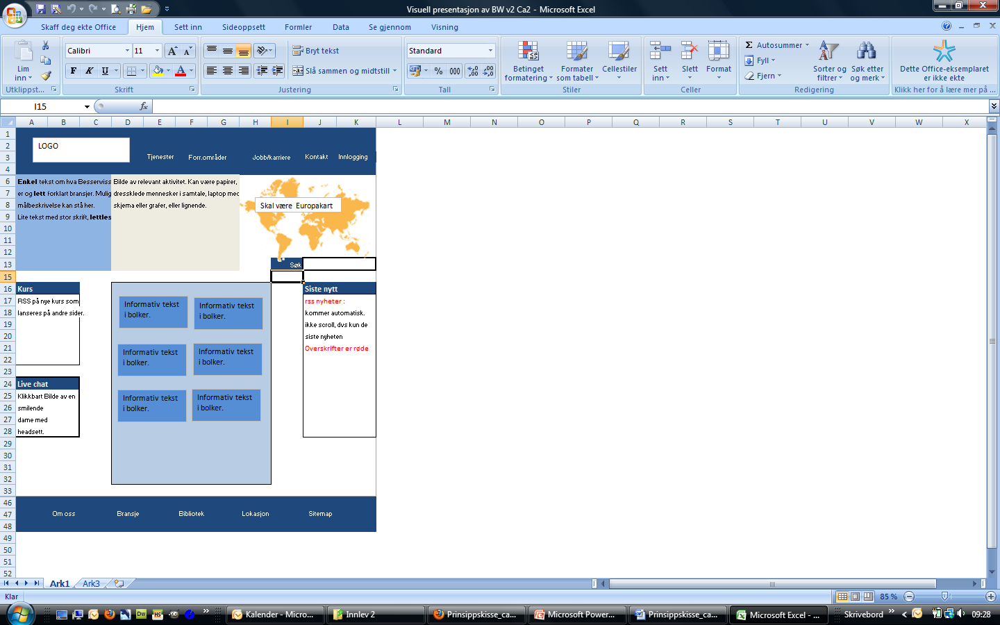 Visuell presentasjon av BW v2 Ca2 - Microsoft Excel
Skaff deg ekte Office
Hjem
Sett inn
Sideoppsett
Formler
Data
Se gjennom
Visning
Lim inn
Calibri
11
F K U
Bryt tekst
Slå sammen og midtstill
Standard
% 000
Betinget formatering
Formater som tabell
Cellestiler
Sett inn
Slett
Format
Autosummer
Fyll
Fjern
Sorter og filtrer
Søk etter og merk
Dette Office-eksemplaret er ikke ekte
Utklippst...
Skrift
Justering
Tall
Stiler
Celler
Redigering
Klikk her for å lære mer på ...
I15
fx
A B C D E F G H I J K L M N O P Q R S T U V W X
1
2
3
4
6
7
8
9
10
11
12
13
15
16
17
18
19
20
21
22
23
24
25
26
27
28
29
30
31
32
33
46
47
48
49
50
51
52
LOGO
Tjenester
Forr.områder
Jobb/karriere
Kontakt
Innlogging
Enkel tekst om hva Besserwiss
er og lett forklart bransjer. Mulig
målbeskrivelse kan stå her.
Lite tekst med stor skrift, lettles
Bilde av relevant aktivitet. Kan være papirer,
dresskledde mennesker i samtale, laptop med
skjema eller grafer, eller lignende.
Skal være Europakart
Søk
Kurs
RSS på nye kurs som
lanseres på andre sider.
Live chat
Klikkbart Bilde av en
smilende
dame med
headsett.
Informativ tekst
i bolker.
Informativ tekst
i bolker.
Informativ tekst
i bolker.
Informativ tekst
i bolker.
Informativ tekst
i bolker.
Informativ tekst
i bolker.
Siste nytt
rss nyheter :
kommer automatisk.
ikke scroll, dvs kun de
siste nyheten
Overskrifter er røde
Om oss
Bransje
Bibliotek
Lokasjon
Sitemap
Ark1
Ark3
Klar
85 %
Kalender - Micro...
Innlev 2
Prinsippskisse_ca...
Microsoft Power...
Prinsippskisse_ca...
Microsoft Excel - ...
Skrivebord
09:28